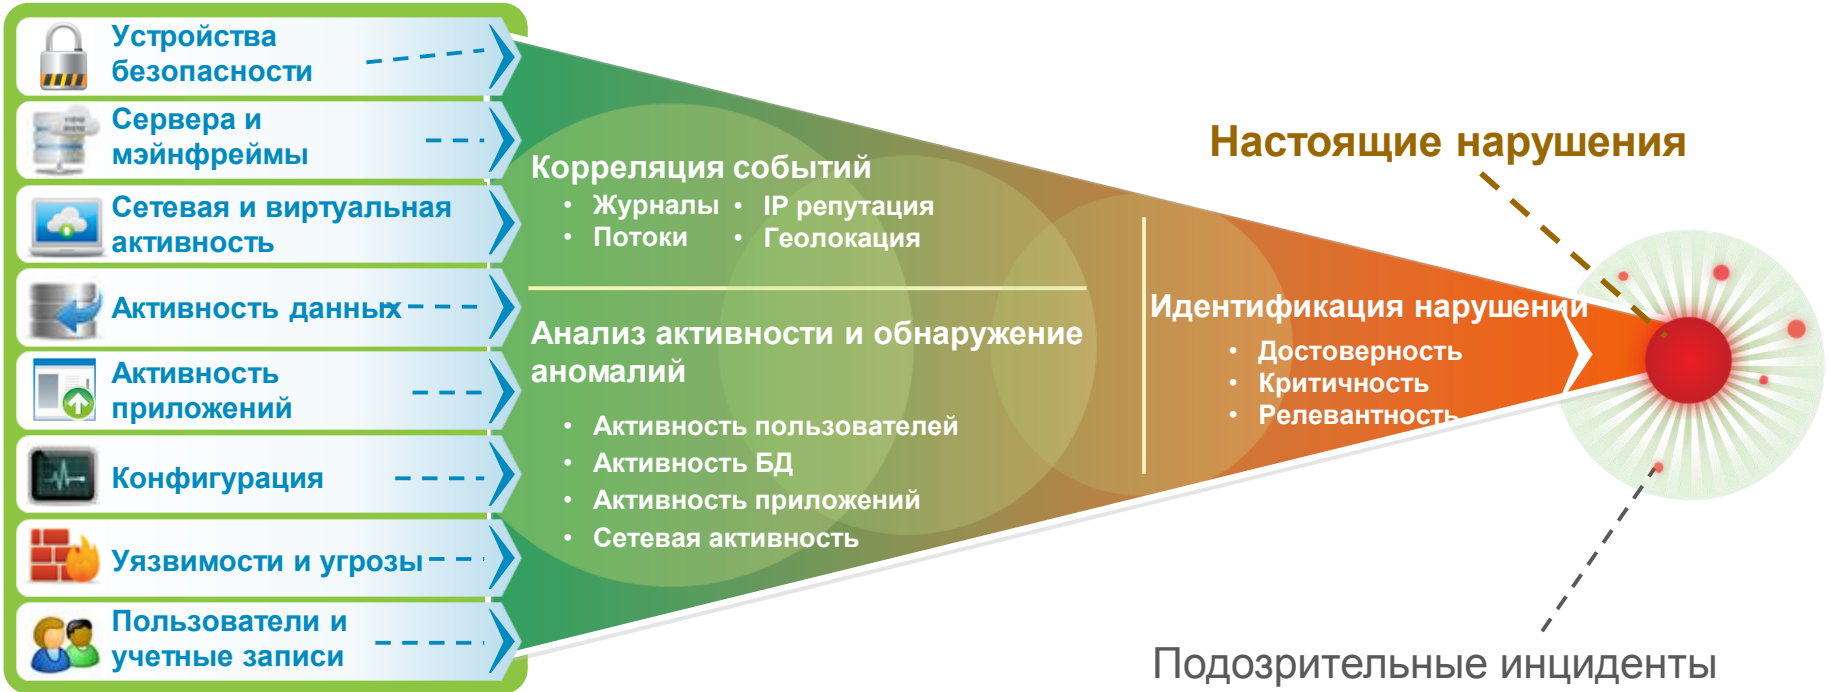 Устройства
безопасности
Сервера и
мэйнфреймы
Сетевая и виртуальная
активность
Активность данных
Активность
приложений
Конфигурация
Уязвимости и угрозы
Пользователи и
учетные записи
Корреляция событий
• Журналы • IP репутация
• Потоки • Геолокация
Анализ активности и обнаружение
аномалий
• Активность пользователей
• Активность БД
• Активность приложений
• Сетевая активность
Идентификация нарушений
• Достоверность
• Критичность
• Релевантность
Настоящие нарушения
Подозрительные инциденты